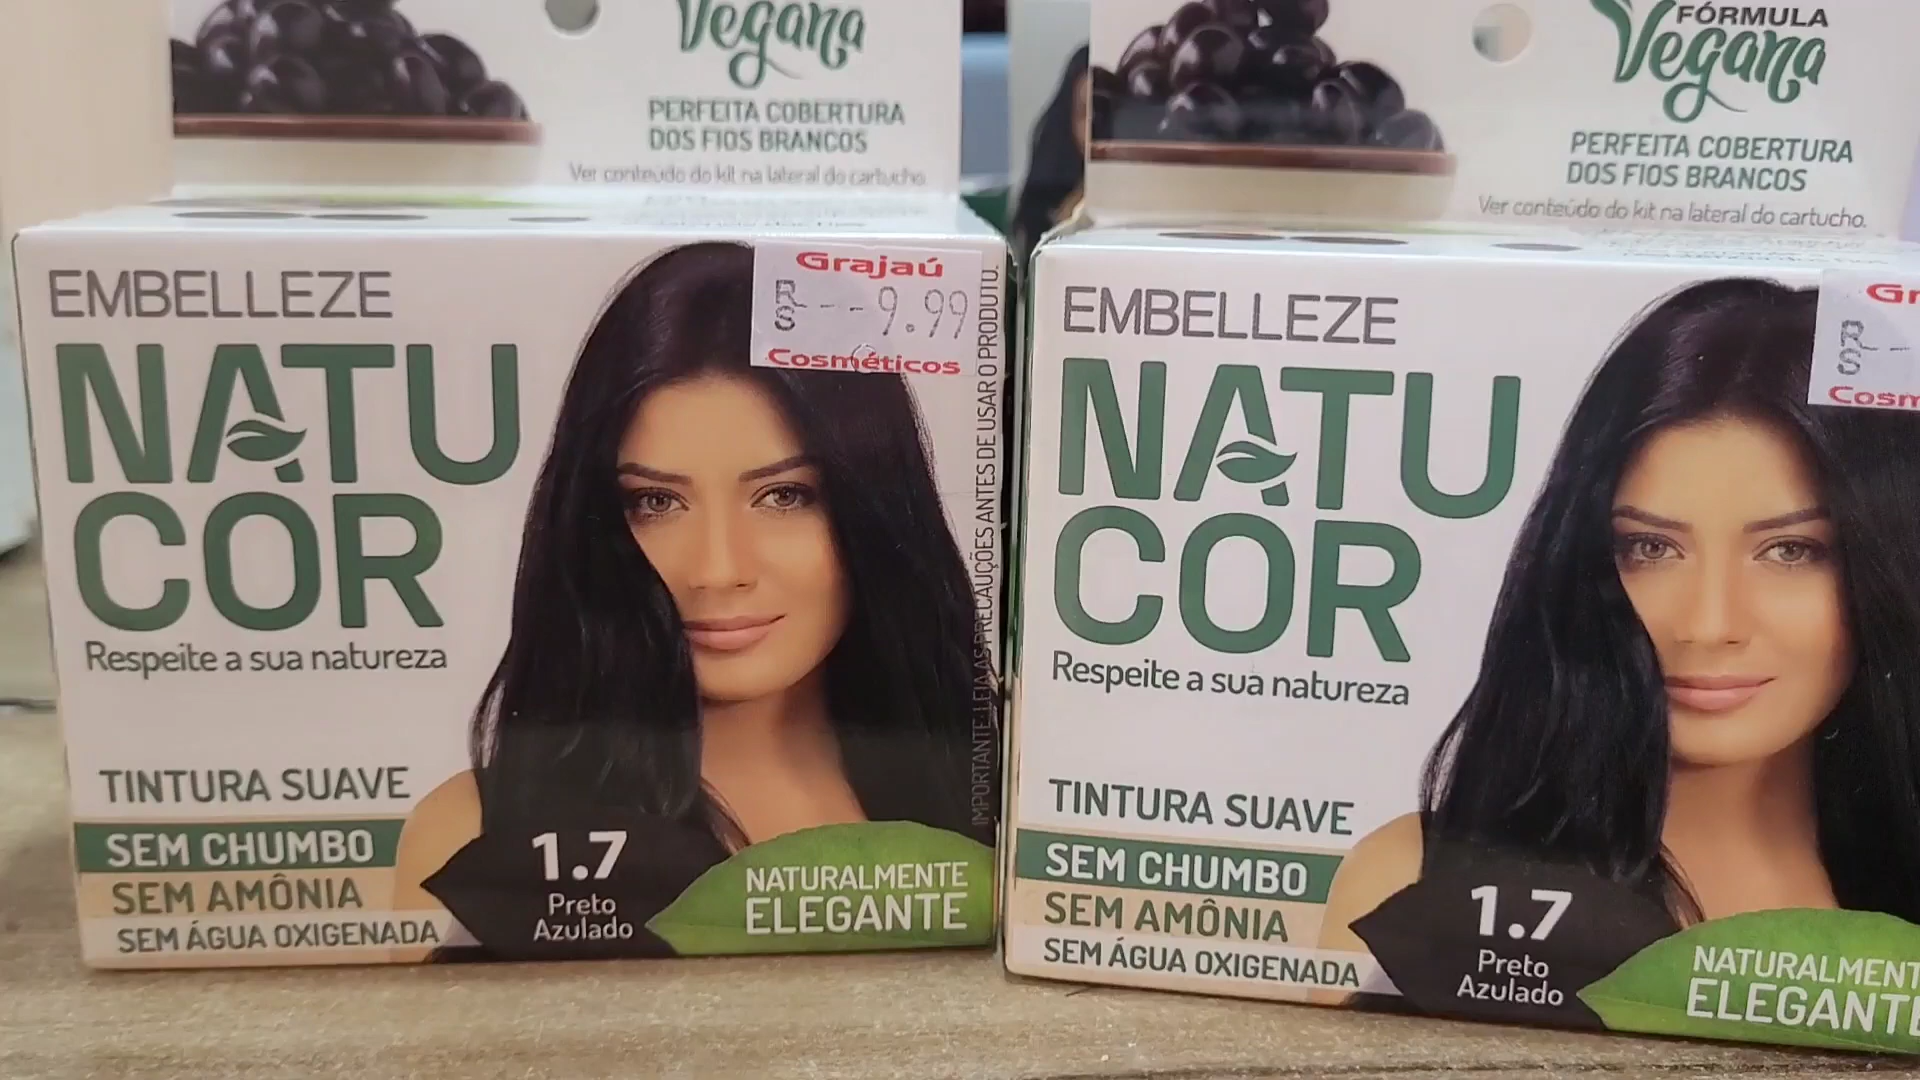 Vegana
PERFEITA COBERTURA
DOS FIOS BRANCOS
Ver conteúdo do kit na lateral do cartucho.
EMBELLEZE
NATU
COR
Respeite a sua natureza
TINTURA SUAVE
SEM CHUMBO
SEM AMÔNIA
SEM ÁGUA OXIGENADA
Grajaú
R$ --9.99
Cosméticos
IMPORTANTE: LEIA AS PRECAUÇÕES ANTES DE USAR O PRODUTO.
1.7
Preto
Azulado
NATURALMENTE
ELEGANTE
FÓRMULA
Vegana
PERFEITA COBERTURA
DOS FIOS BRANCOS
Ver conteúdo do kit na lateral do cartucho.
EMBELLEZE
NATU
COR
Respeite a sua natureza
TINTURA SUAVE
SEM CHUMBO
SEM AMÔNIA
SEM ÁGUA OXIGENADA
Gr
R$ -
Cosm
1.7
Preto
Azulado
NATURALMENT
ELEGANTE